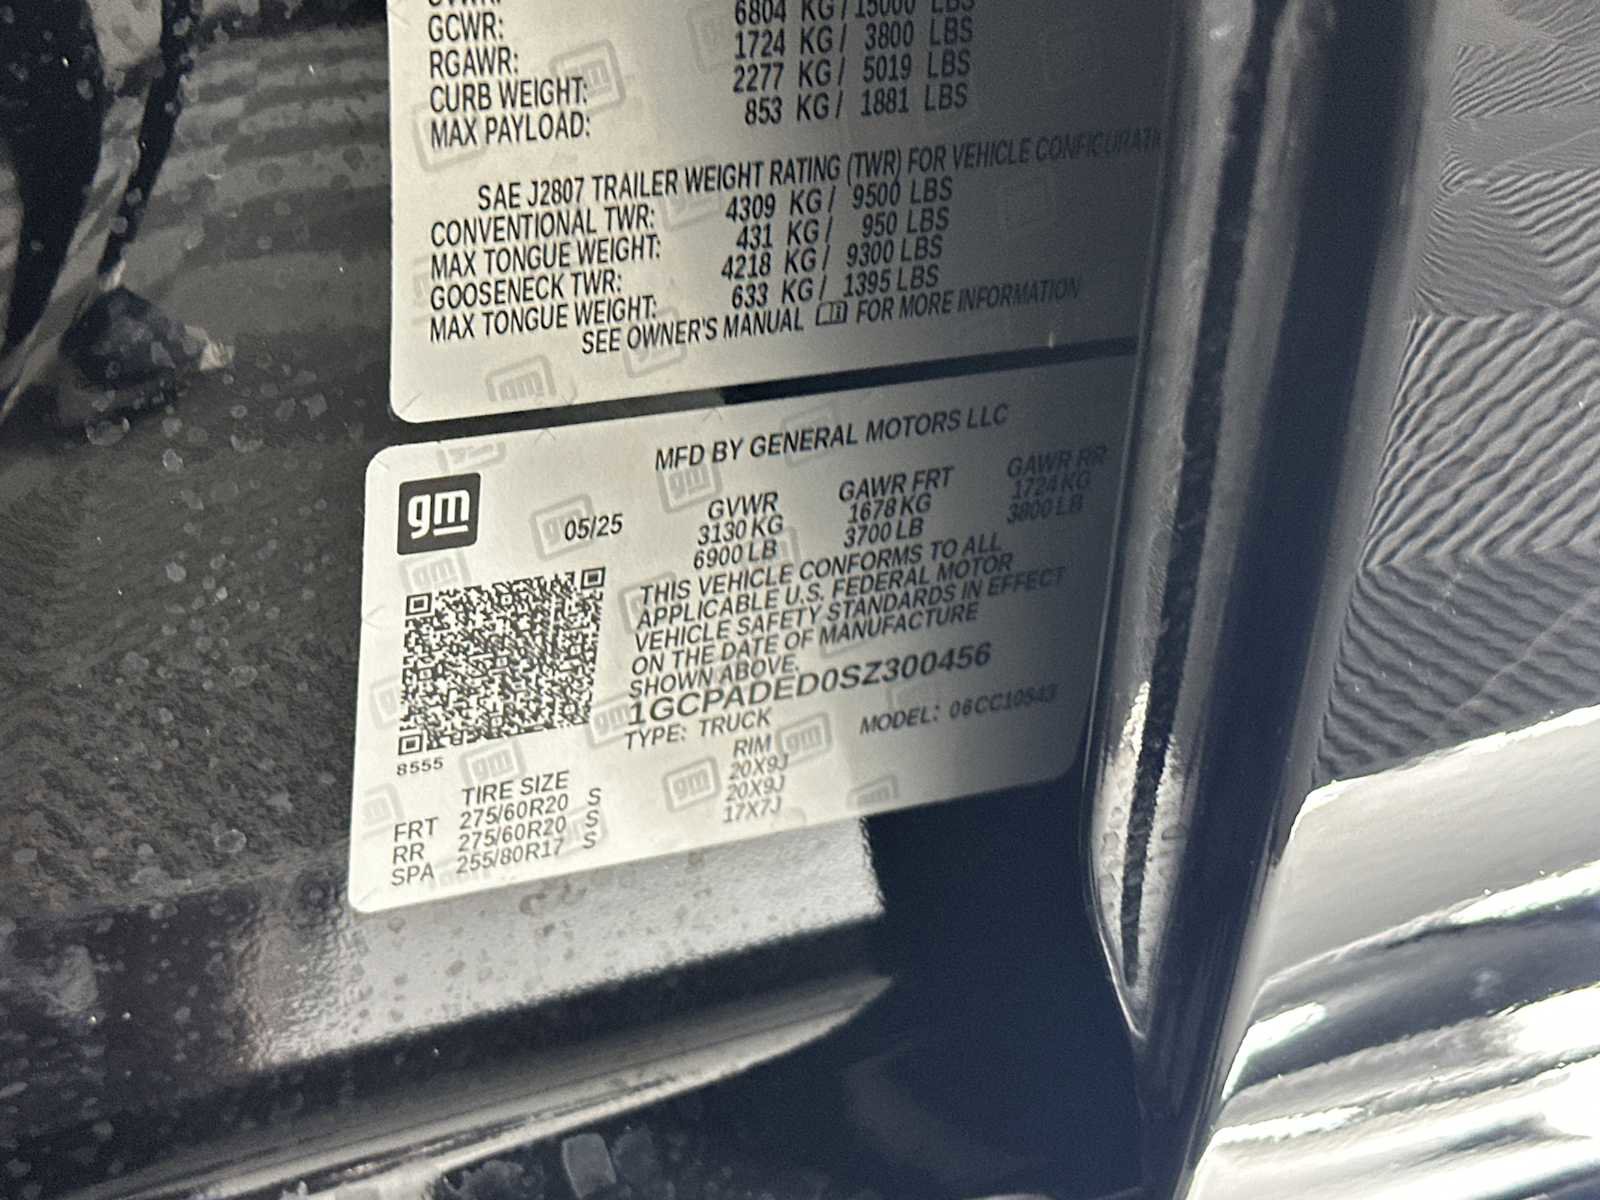 GCWR: 6804 KG / 15000 LBS
RGAWR: 1724 KG / 3800 LBS
CURB WEIGHT: 2277 KG / 5019 LBS
MAX PAYLOAD: 853 KG / 1881 LBS
SAE J2807 TRAILER WEIGHT RATING (TWR) FOR VEHICLE
CONVENTIONAL TWR: 4309 KG / 9500 LBS
MAX TONGUE WEIGHT: 431 KG / 950 LBS
GOOSENECK TWR: 4218 KG / 9300 LBS
MAX TONGUE WEIGHT: 633 KG / 1395 LBS
SEE OWNER'S MANUAL FOR MORE INFORMATION
MFD BY GENERAL MOTORS LLC
gm
05/25
GVWR GAWR FRT GAWR RR
3130 KG 1678 KG 1724 KG
6900 LB 3700 LB 3800 LB
THIS VEHICLE CONFORMS TO ALL
APPLICABLE U.S. FEDERAL MOTOR
VEHICLE SAFETY STANDARDS IN EFFECT
ON THE DATE OF MANUFACTURE
SHOWN ABOVE.
1GCPADED0SZ300456
TYPE: TRUCK MODEL: 06CC10543
8555
TIRE SIZE RIM
FRT 275/60R20 S 20X9J
RR 275/60R20 S 20X9J
SPA 255/80R17 S 17X7J